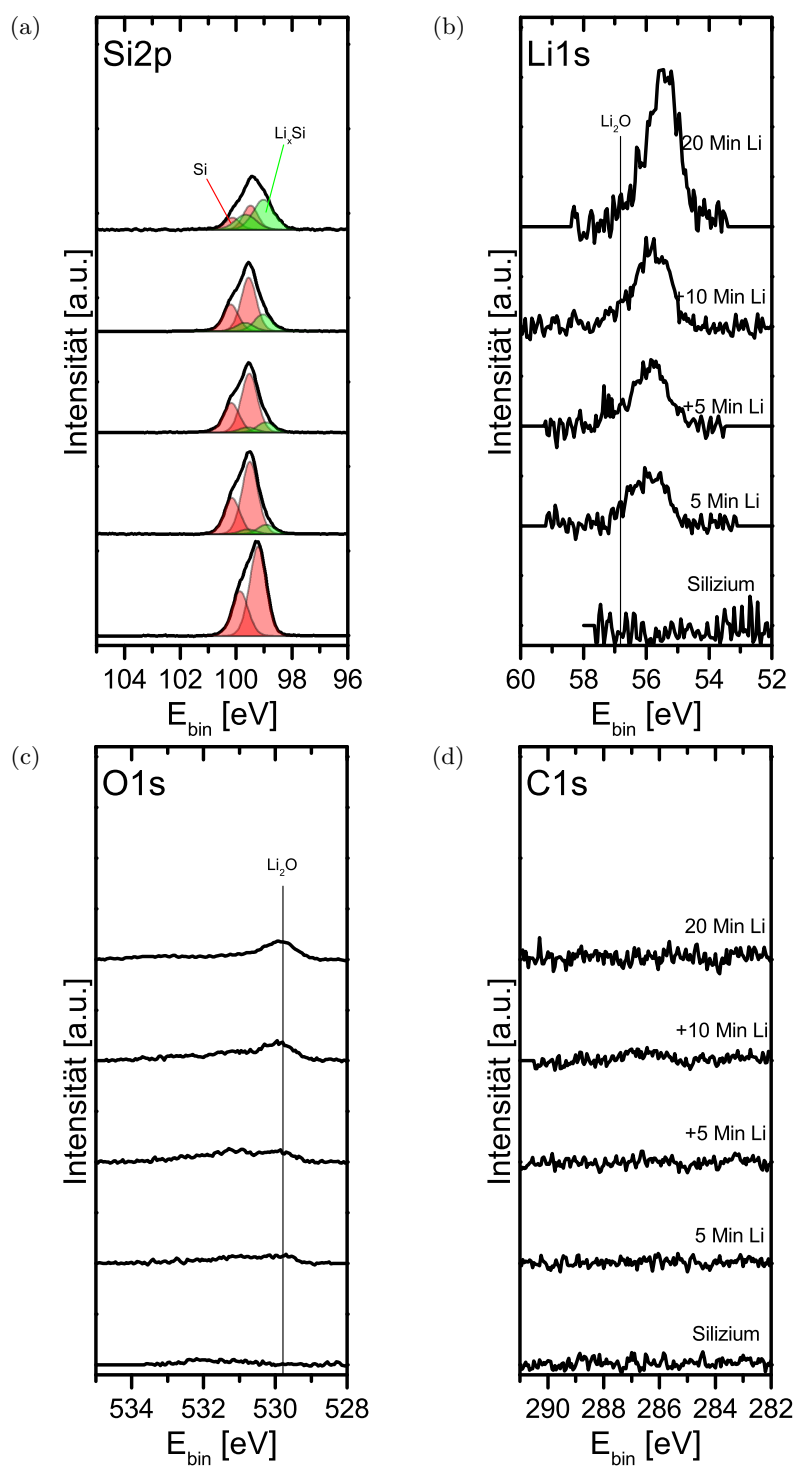 (a)
Si2p
Si
LiₓSi
Intensität [a.u.]
104 102 100 98 96
E_bin [eV]
(b)
Li1s
Li₂O
20 Min Li
+10 Min Li
+5 Min Li
5 Min Li
Silizium
Intensität [a.u.]
60 58 56 54 52
E_bin [eV]
(c)
O1s
Li₂O
Intensität [a.u.]
534 532 530 528
E_bin [eV]
(d)
C1s
20 Min Li
+10 Min Li
+5 Min Li
5 Min Li
Silizium
Intensität [a.u.]
290 288 286 284 282
E_bin [eV]